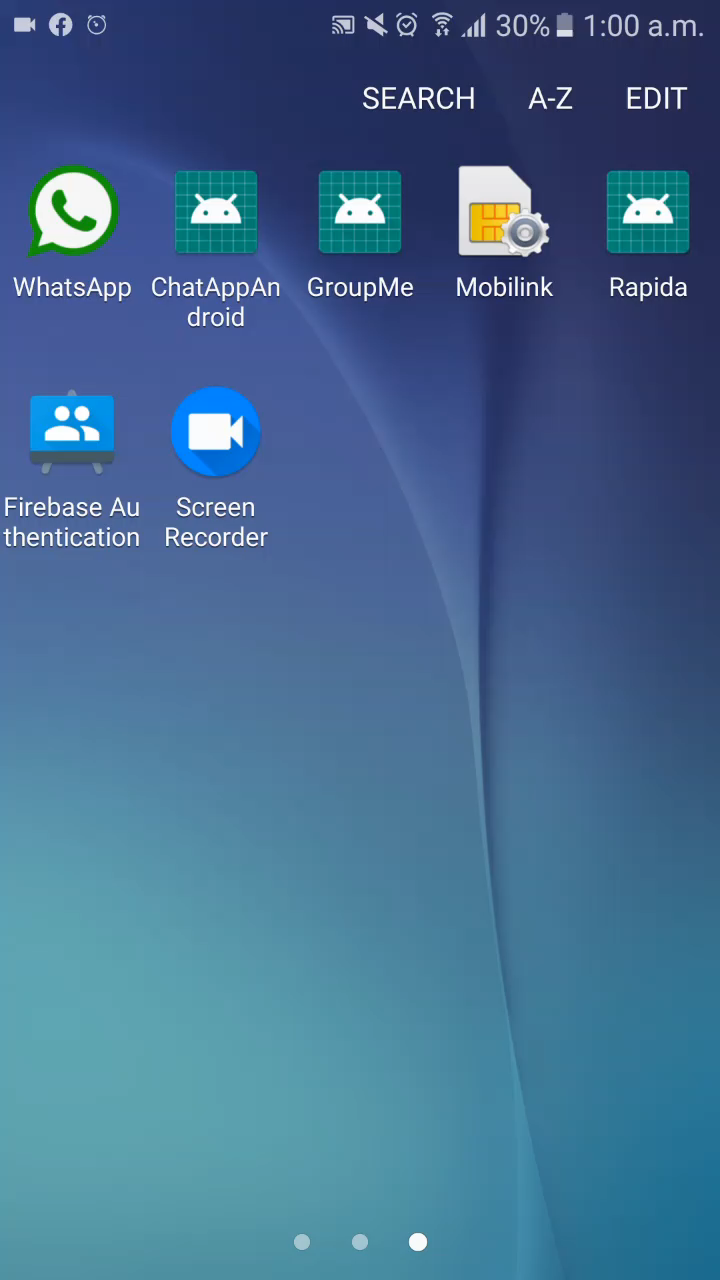 30% 1:00 a.m.
SEARCH A-Z EDIT
WhatsApp ChatAppAn GroupMe Mobilink Rapida
droid
Firebase Au Screen
thentication Recorder